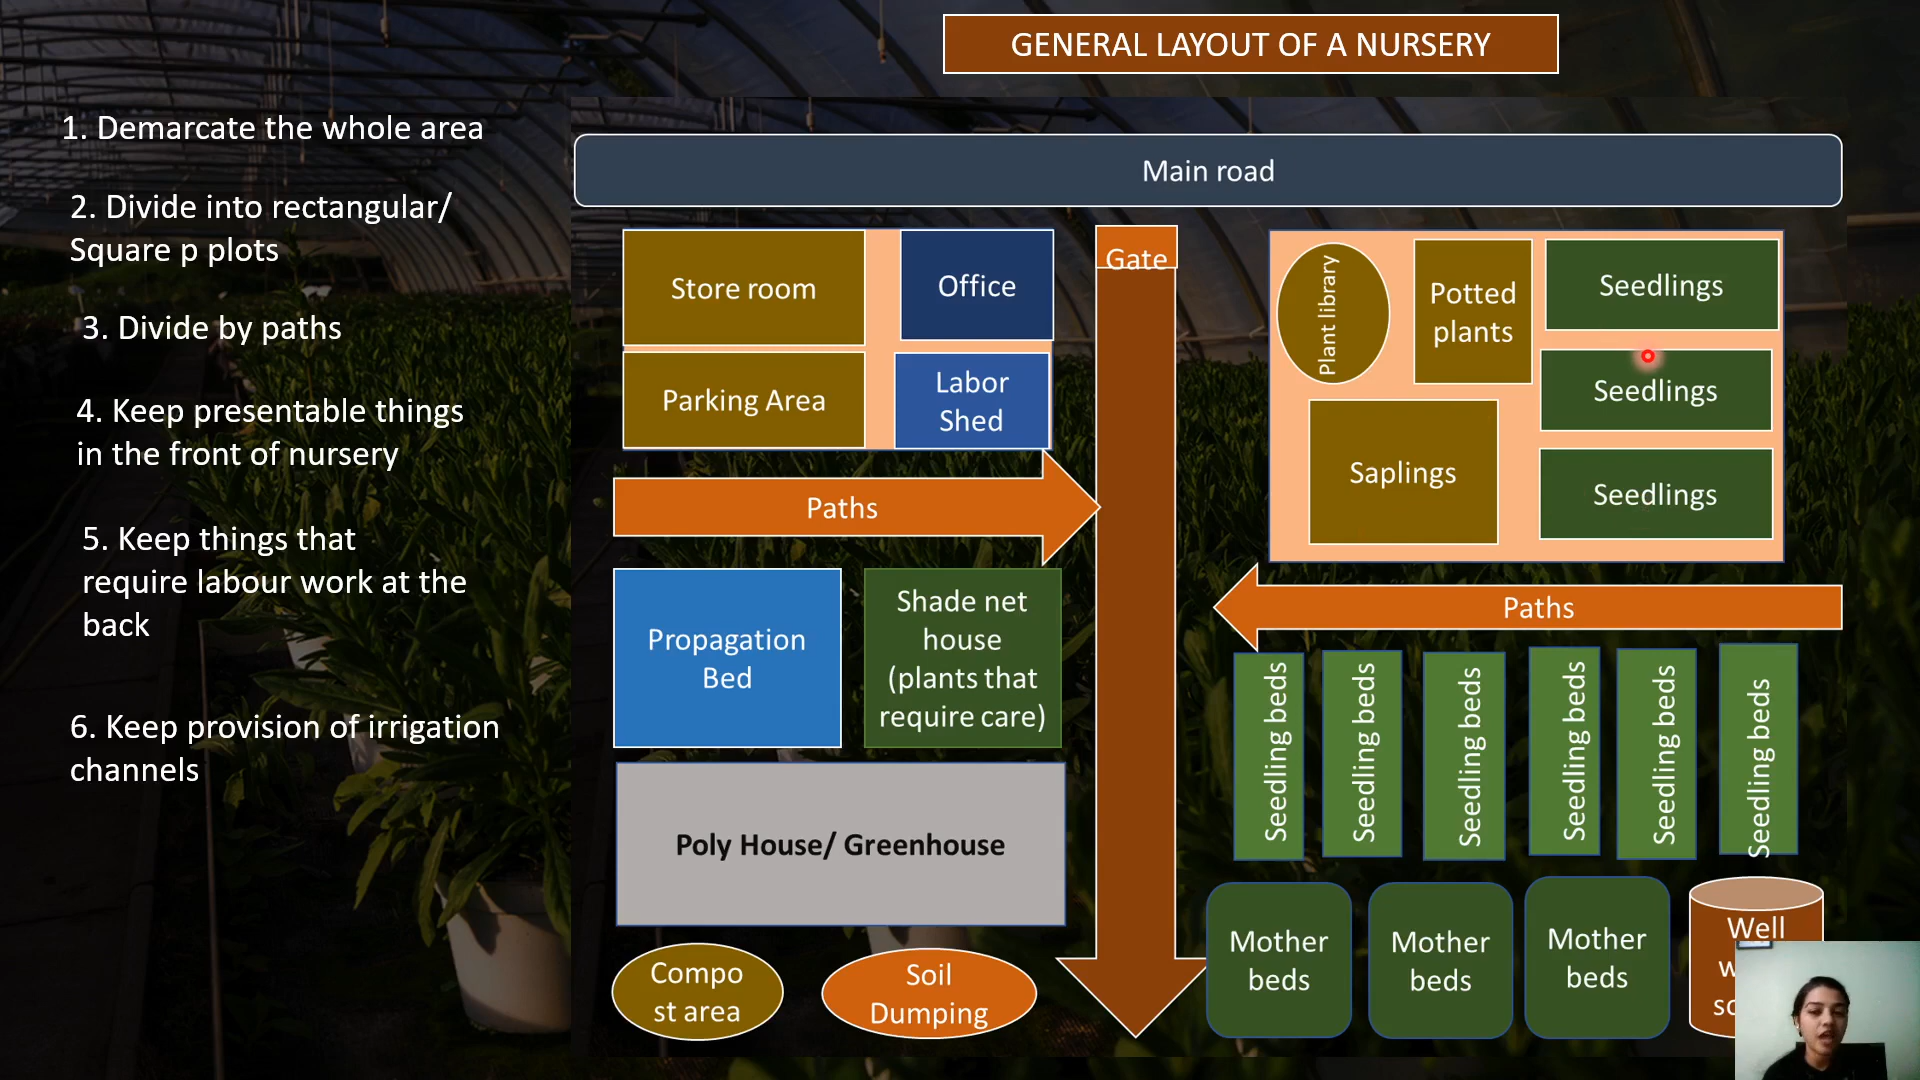 GENERAL LAYOUT OF A NURSERY
1. Demarcate the whole area
2. Divide into rectangular/
Square p plots
3. Divide by paths
4. Keep presentable things
in the front of nursery
5. Keep things that
require labour work at the
back
6. Keep provision of irrigation
channels
Main road
Store room
Office
Parking Area
Labor
Shed
Gate
Plant library
Potted
plants
Seedlings
Seedlings
Seedlings
Saplings
Paths
Paths
Propagation
Bed
Shade net
house
(plants that
require care)
Poly House/ Greenhouse
Compo
st area
Soil
Dumping
Seedling beds
Seedling beds
Seedling beds
Seedling beds
Seedling beds
Seedling beds
Mother
beds
Mother
beds
Mother
beds
Well